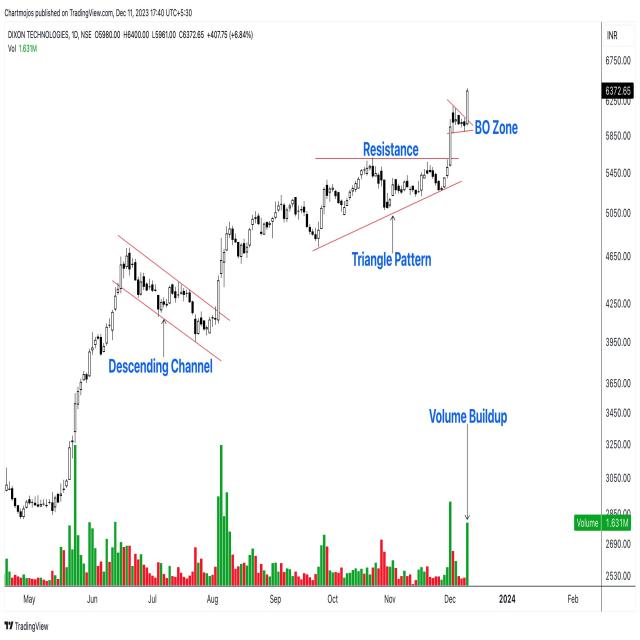 Chartmojos published on TradingView.com, Dec 11, 2023 17:40 UTC+5:30
DIXON TECHNOLOGIES, 1D, NSE O5980.00 H6400.00 L5961.00 C6372.65 +407.75 (+6.84%)
Vol 1.631M
INR
6750.00
6372.65
6250.00
BO Zone
5850.00
Resistance
5450.00
5050.00
Triangle Pattern
4650.00
4250.00
3950.00
Descending Channel
3650.00
Volume Buildup
3450.00
3250.00
3050.00
2850.00
Volume 1.631M
2690.00
2530.00
May Jun Jul Aug Sep Oct Nov Dec 2024 Feb
TradingView